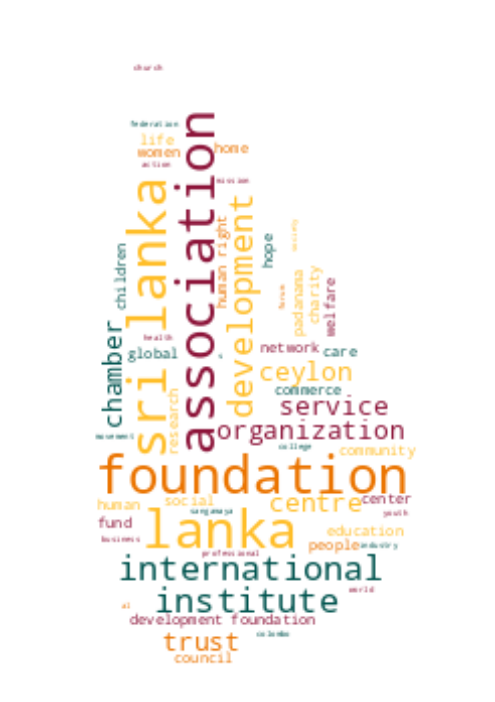 church
federation
life
women
action
home
association
mission
sri lanka
development
human right
society
hope
children
padanama
charity
welfare
forum
chamber
health
global
network
care
ceylon
commerce
research
service
organization
movement
college
community
foundation
human
social
centre
center
sangamaya
youth
fund
lanka
education
business
people
industry
professional
international
world
institute
al
development foundation
colombo
trust
council